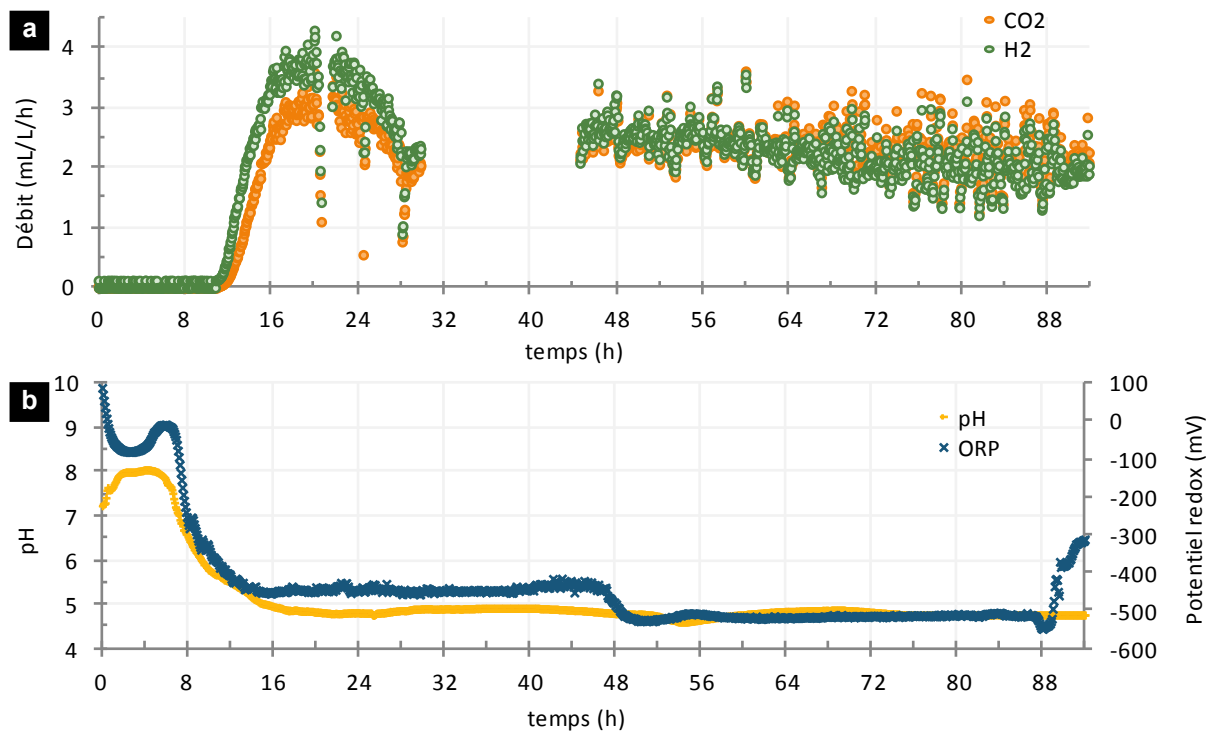 a
CO2
H2
Débit (mL/L/h)
4
3
2
1
0
0 8 16 24 32 40 48 56 64 72 80 88
temps (h)
b
pH
ORP
pH
10
9
8
7
6
5
4
100
0
-100
-200
-300
-400
-500
-600
Potentiel redox (mV)
0 8 16 24 32 40 48 56 64 72 80 88
temps (h)